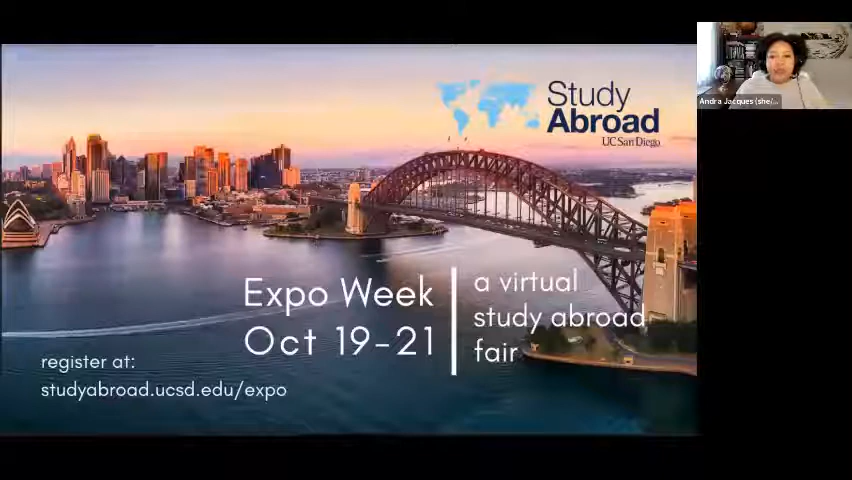 Study
Abroad
UC San Diego
Andra Jacques (she/...
Expo Week
Oct 19-21
a virtual
study abroad
fair
register at:
studyabroad.ucsd.edu/expo